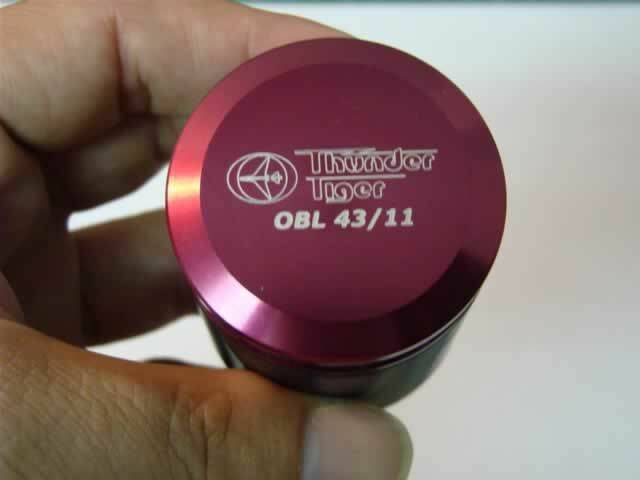 Thunder
Tiger
OBL 43/11